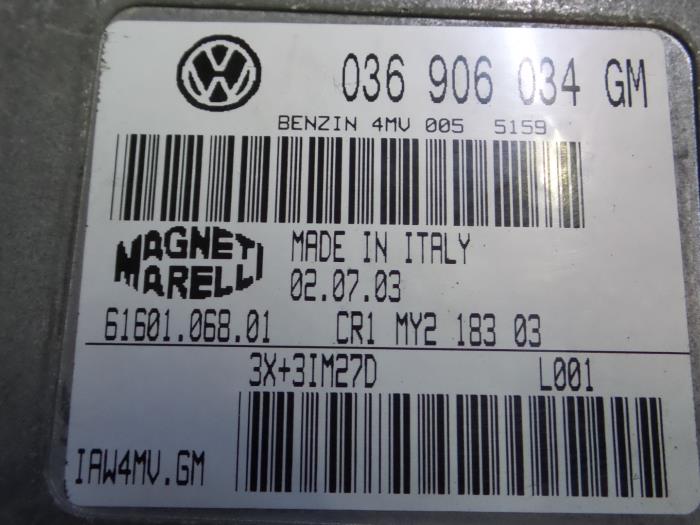 036 906 034 GM
BENZIN 4MV 005 5159
MAGNETI
MARELLI
MADE IN ITALY
02.07.03
61601.068.01 CR1 MY2 183 03
3X+3IM27D L001
IAW4MV.GM